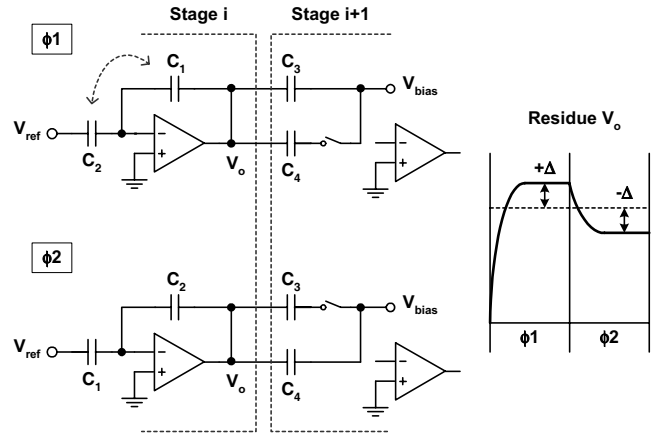 Stage i
Stage i+1
ϕ1
C1
C3
Vbias
Vref
C2
Vo
C4
−
+
−
+
ϕ2
C2
C3
Vbias
Vref
C1
Vo
C4
−
+
−
+
Residue Vo
+Δ
-Δ
ϕ1
ϕ2